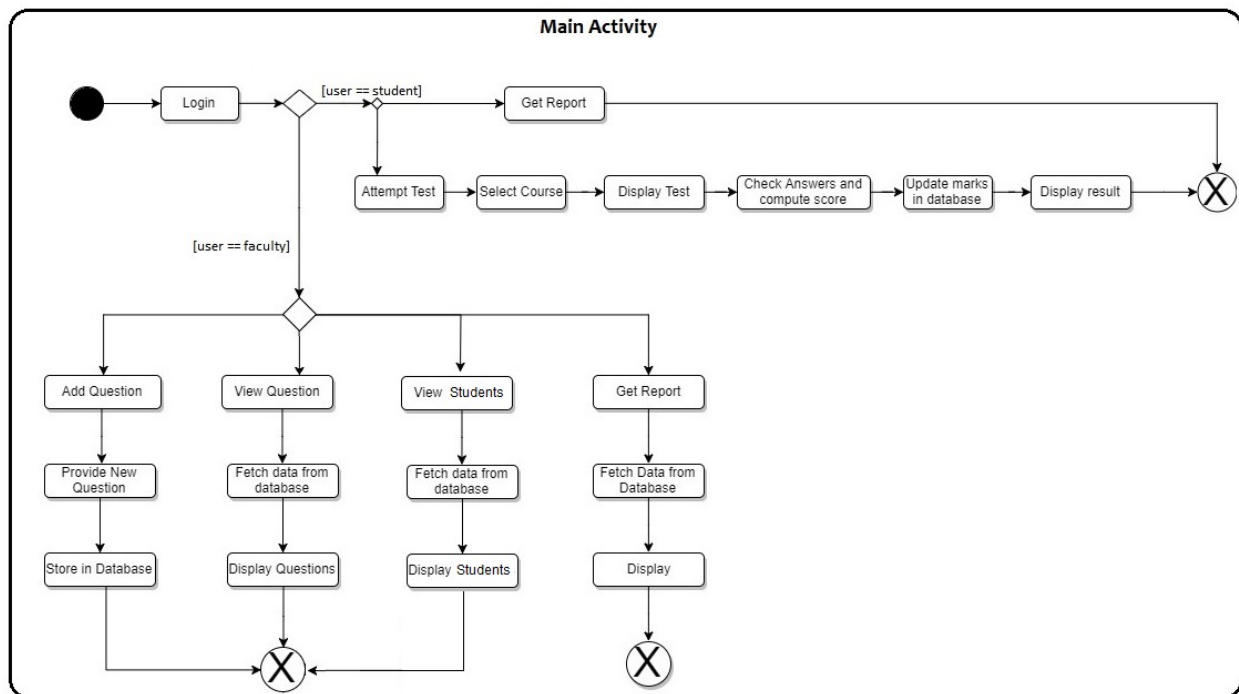 Main Activity
[user == student]
Login
Get Report
Attempt Test
Select Course
Display Test
Check Answers and
compute score
Update marks
in database
Display result
X
[user == faculty]
Add Question
View Question
View Students
Get Report
Provide New
Question
Fetch data from
database
Fetch data from
database
Fetch Data from
Database
Store in Database
Display Questions
Display Students
Display
X
X